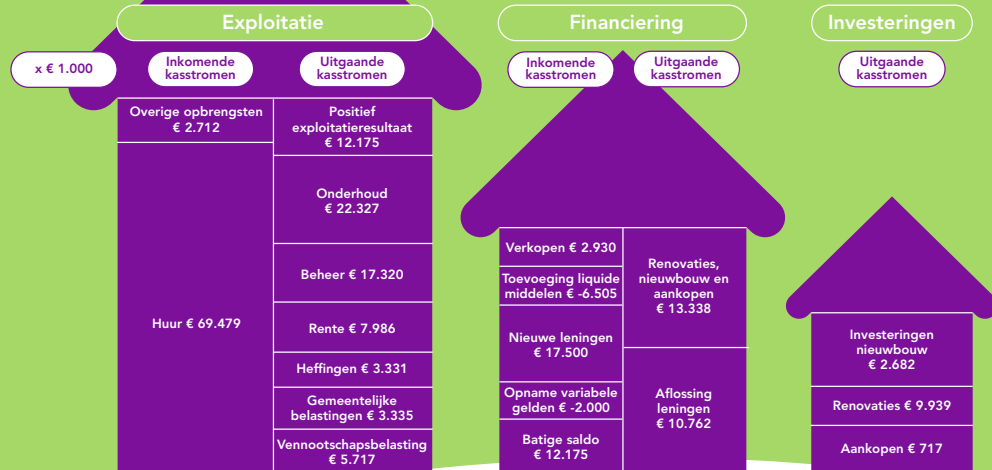 Exploitatie
x € 1.000
Inkomende
kasstromen
Uitgaande
kasstromen
Overige opbrengsten
€ 2.712
Huur € 69.479
Positief
exploitatieresultaat
€ 12.175
Onderhoud
€ 22.327
Beheer € 17.320
Rente € 7.986
Heffingen € 3.331
Gemeentelijke
belastingen € 3.335
Vennootschapsbelasting
€ 5.717
Financiering
Inkomende
kasstromen
Uitgaande
kasstromen
Verkopen € 2.930
Toevoeging liquide
middelen € -6.505
Nieuwe leningen
€ 17.500
Opname variabele
gelden € -2.000
Batige saldo
€ 12.175
Renovaties,
nieuwbouw en
aankopen
€ 13.338
Aflossing
leningen
€ 10.762
Investeringen
Uitgaande
kasstromen
Investeringen
nieuwbouw
€ 2.682
Renovaties € 9.939
Aankopen € 717